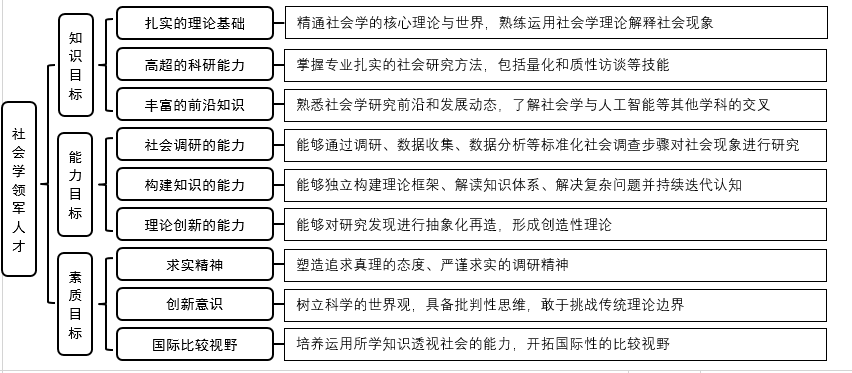 社会学领军人才
知识目标
扎实的理论基础
精通社会学的核心理论与世界，熟练运用社会学理论解释社会现象
高超的科研能力
掌握专业扎实的社会研究方法，包括量化和质性访谈等技能
丰富的前沿知识
熟悉社会学研究前沿和发展动态，了解社会学与人工智能等其他学科的交叉
能力目标
社会调研的能力
能够通过调研、数据收集、数据分析等标准化社会调查步骤对社会现象进行研究
构建知识的能力
能够独立构建理论框架、解读知识体系、解决复杂问题并持续迭代认知
理论创新的能力
能够对研究发现进行抽象化再造，形成创造性理论
素质目标
求实精神
塑造追求真理的态度、严谨求实的调研精神
创新意识
树立科学的世界观，具备批判性思维，敢于挑战传统理论边界
国际比较视野
培养运用所学知识透视社会的能力，开拓国际性的比较视野